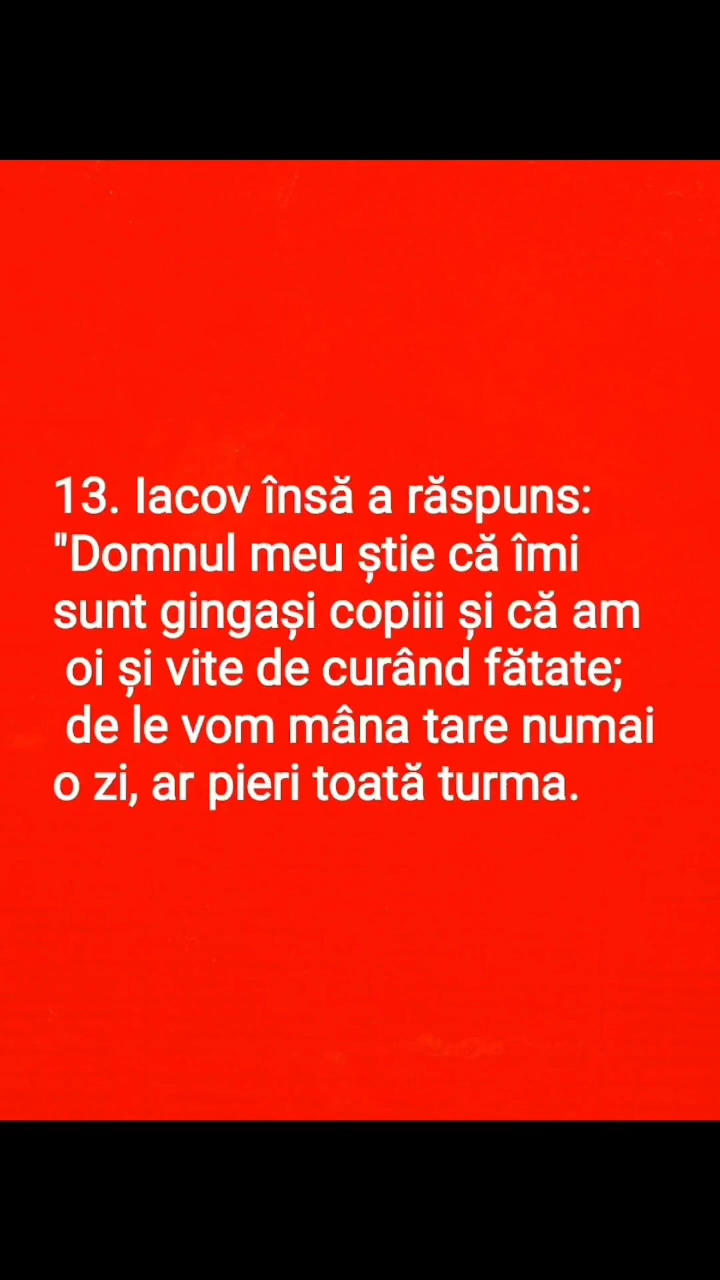 13. Iacov însă a răspuns:
"Domnul meu știe că îmi
sunt gingași copiii și că am
oi și vite de curând fătate;
de le vom mâna tare numai
o zi, ar pieri toată turma.